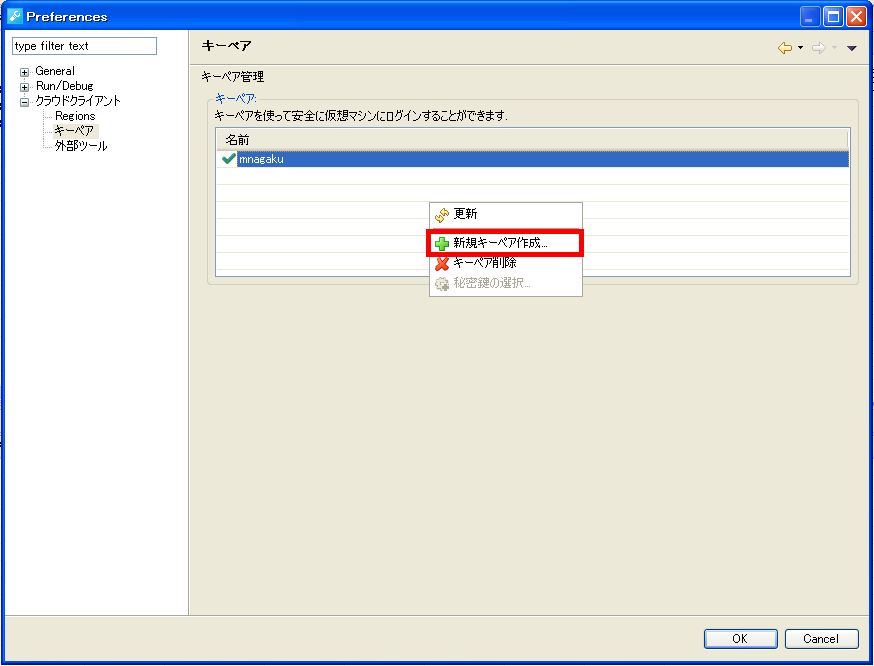 Preferences
type filter text
General
Run/Debug
クラウドクライアント
Regions
キーペア
外部ツール
キーペア
キーペア管理
キーペア:
キーペアを使って安全に仮想マシンにログインすることができます.
名前
mnagaku
更新
新規キーペア作成...
キーペア削除
秘密鍵の選択...
OK
Cancel